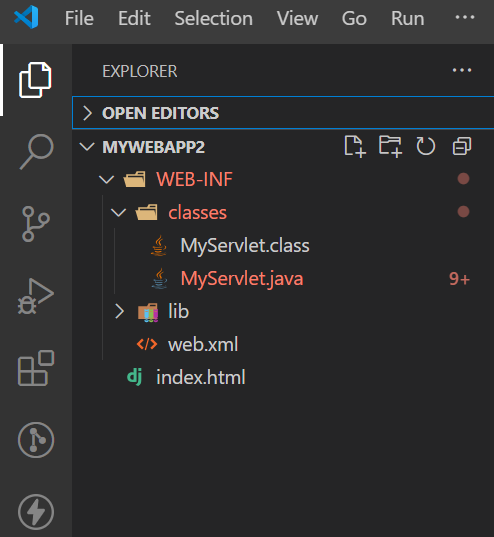 File Edit Selection View Go Run ···
EXPLORER ···
OPEN EDITORS
MYWEBAPP2
WEB-INF
classes
MyServlet.class
MyServlet.java 9+
lib
</> web.xml
dj index.html